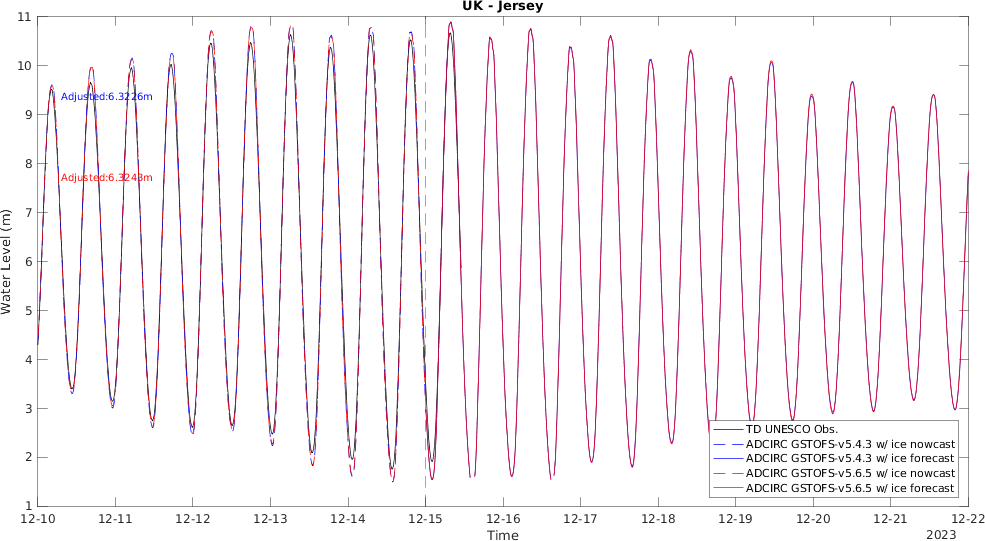 UK - Jersey
11
10
9
8
7
6
5
4
3
2
1
Water Level (m)
Adjusted:6.3226m
Adjusted:6.3243m
TD UNESCO Obs.
ADCIRC GSTOFS-v5.4.3 w/ ice nowcast
ADCIRC GSTOFS-v5.4.3 w/ ice forecast
ADCIRC GSTOFS-v5.6.5 w/ ice nowcast
ADCIRC GSTOFS-v5.6.5 w/ ice forecast
12-10 12-11 12-12 12-13 12-14 12-15 12-16 12-17 12-18 12-19 12-20 12-21 12-22
Time
2023